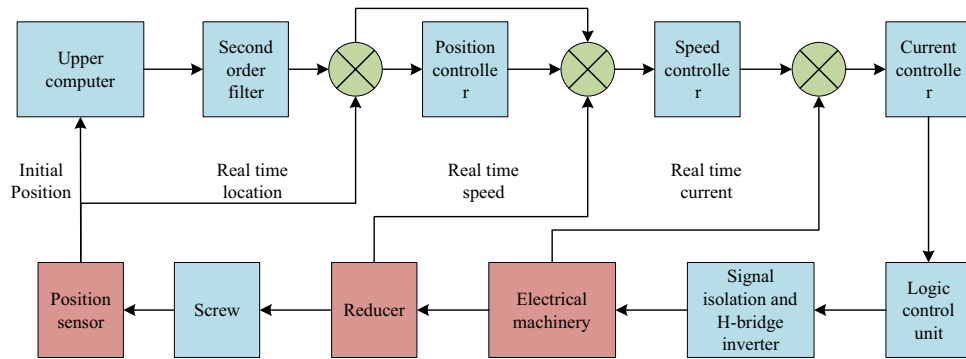 Upper
computer
Second
order
filter
Position
controlle
r
Speed
controlle
r
Current
controlle
r
Initial
Position
Real time
location
Real time
speed
Real time
current
Position
sensor
Screw
Reducer
Electrical
machinery
Signal
isolation and
H-bridge
inverter
Logic
control
unit